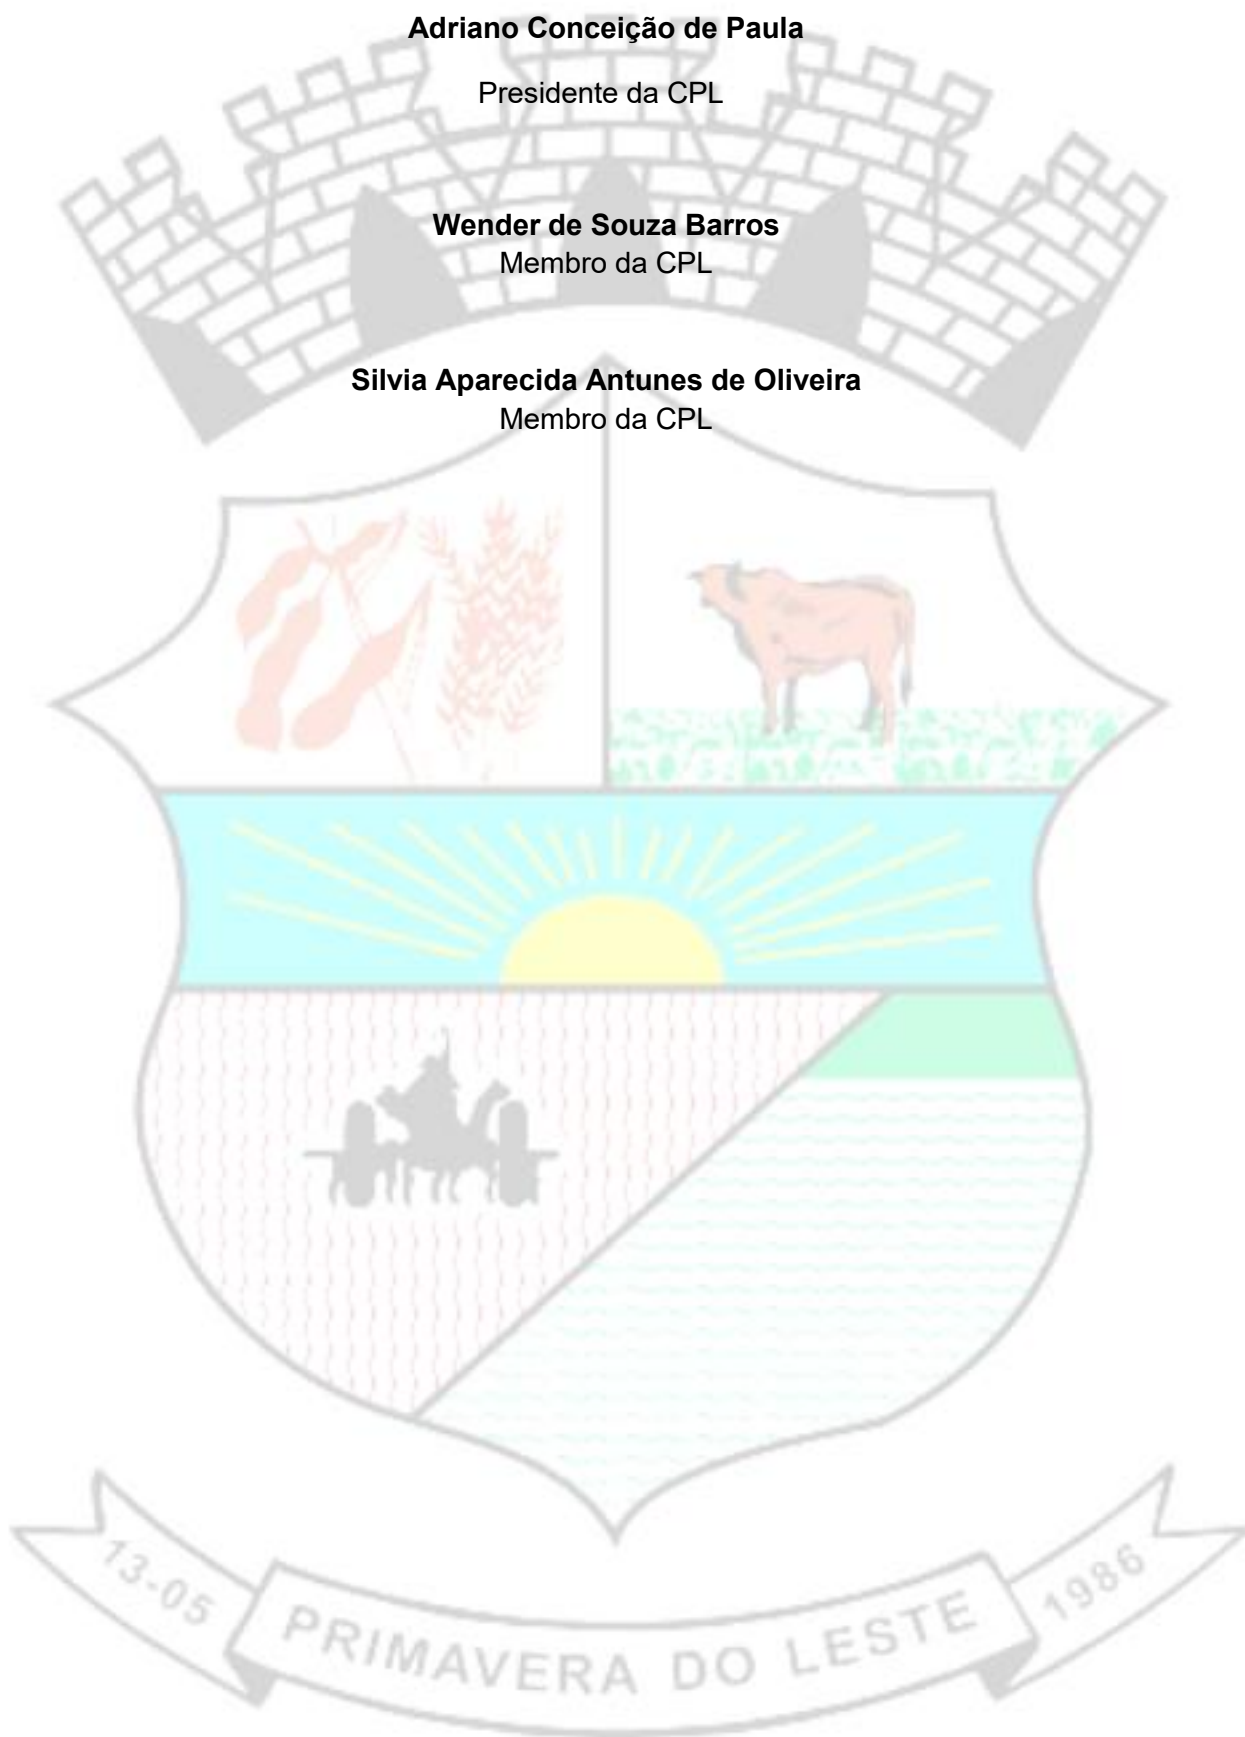 Adriano Conceição de Paula
Presidente da CPL
Wender de Souza Barros
Membro da CPL
Silvia Aparecida Antunes de Oliveira
Membro da CPL
13-05
PRIMAVERA DO LESTE
1986